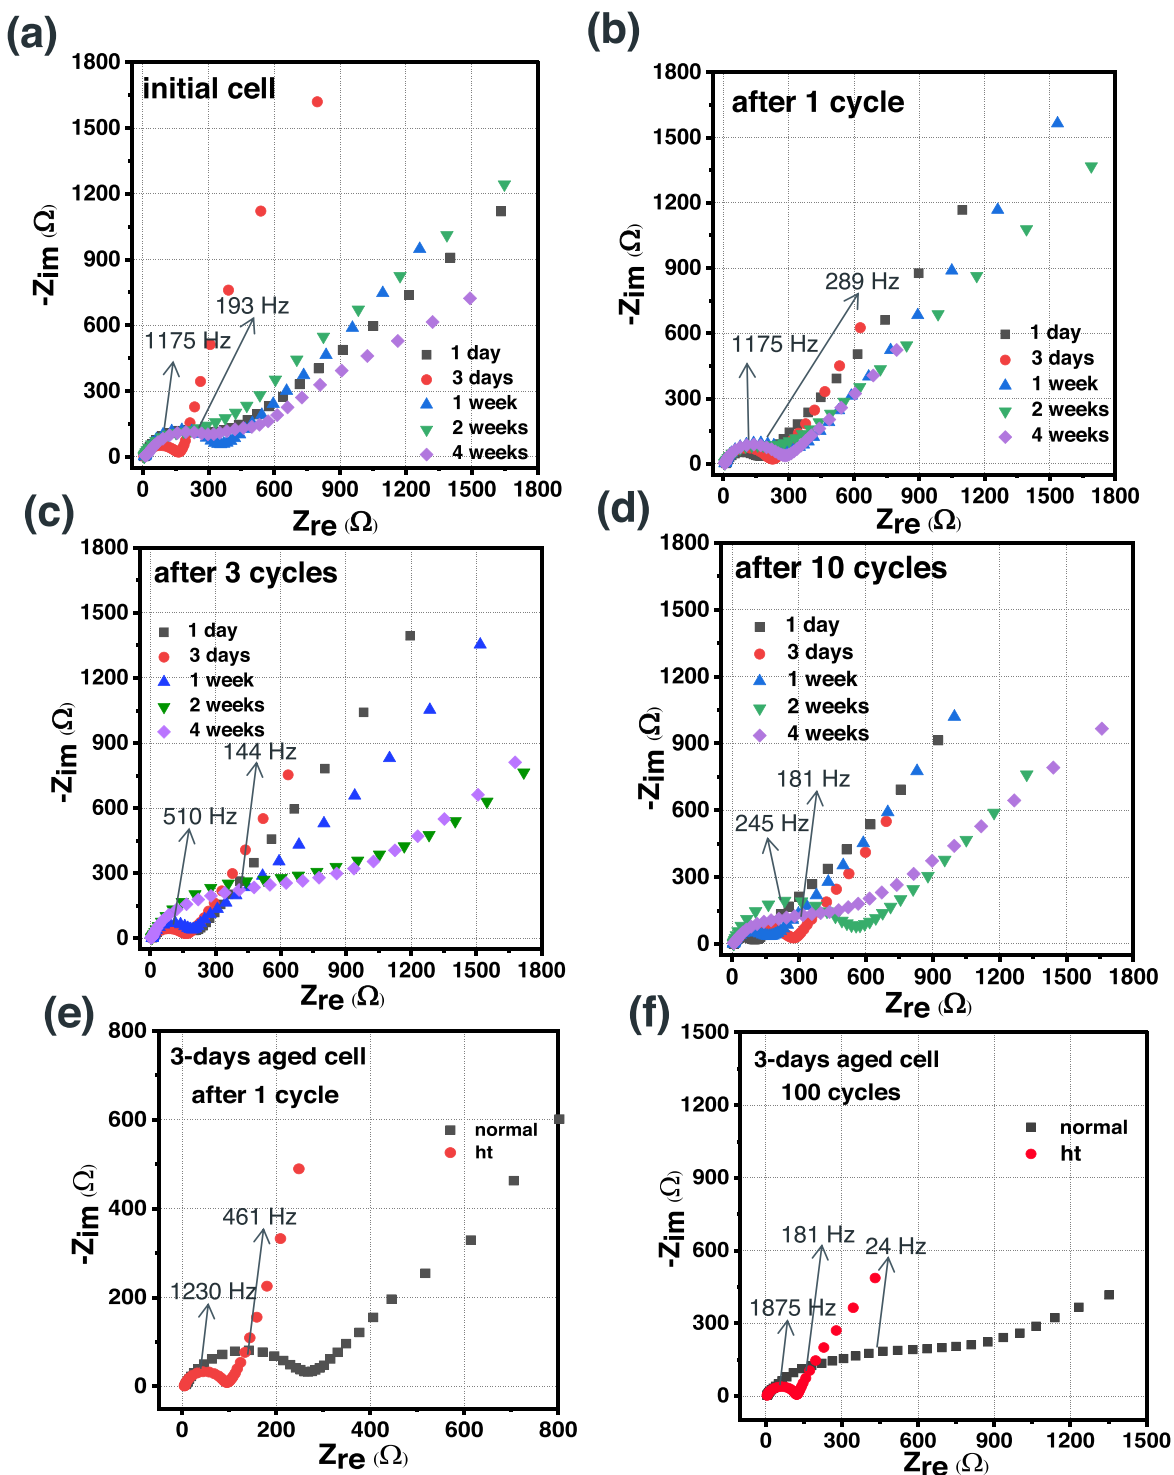 (a)
initial cell
1800
1500
1200
900
600
300
0
-Zim (Ω)
1175 Hz
193 Hz
1 day
3 days
1 week
2 weeks
4 weeks
0 300 600 900 1200 1500 1800
Zre (Ω)
(b)
after 1 cycle
1800
1500
1200
900
600
300
0
-Zim (Ω)
289 Hz
1175 Hz
1 day
3 days
1 week
2 weeks
4 weeks
0 300 600 900 1200 1500 1800
Zre (Ω)
(c)
after 3 cycles
1800
1500
1200
900
600
300
0
-Zim (Ω)
1 day
3 days
1 week
2 weeks
4 weeks
144 Hz
510 Hz
0 300 600 900 1200 1500 1800
Zre (Ω)
(d)
after 10 cycles
1800
1500
1200
900
600
300
0
-Zim (Ω)
1 day
3 days
1 week
2 weeks
4 weeks
181 Hz
245 Hz
0 300 600 900 1200 1500 1800
Zre (Ω)
(e)
3-days aged cell
after 1 cycle
800
600
400
200
0
-Zim (Ω)
normal
ht
461 Hz
1230 Hz
0 200 400 600 800
Zre (Ω)
(f)
3-days aged cell
100 cycles
1500
1200
900
600
300
0
-Zim (Ω)
normal
ht
181 Hz
24 Hz
1875 Hz
0 300 600 900 1200 1500
Zre (Ω)